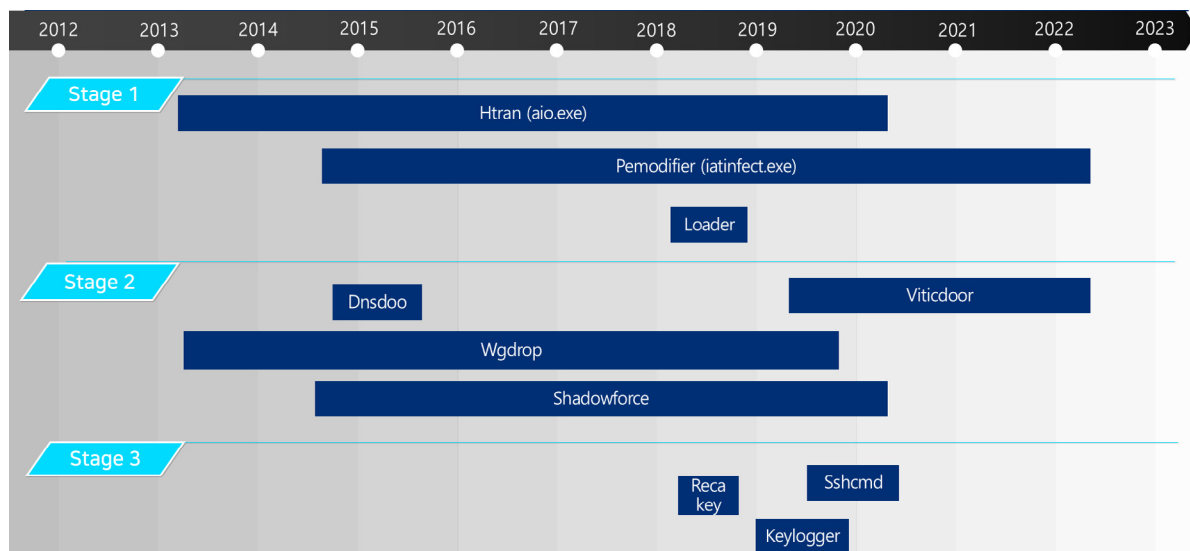 2012 2013 2014 2015 2016 2017 2018 2019 2020 2021 2022 2023
Stage 1
Htran (aio.exe)
Pemodifier (iatinfect.exe)
Loader
Stage 2
Dnsdoo
Viticdoor
Wgdrop
Shadowforce
Stage 3
Reca
key
Sshcmd
Keylogger